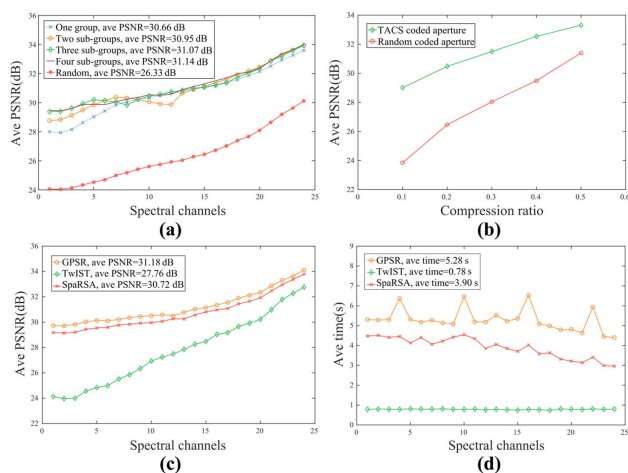 One group, ave PSNR=30.66 dB
Two sub-groups, ave PSNR=30.95 dB
Three sub-groups, ave PSNR=31.07 dB
Four sub-groups, ave PSNR=31.14 dB
Random, ave PSNR=26.33 dB
Ave PSNR(dB)
36
34
32
30
28
26
24
0 5 10 15 20 25
Spectral channels
(a)
TACS coded aperture
Random coded aperture
Ave PSNR(dB)
34
32
30
28
26
24
22
0 0.1 0.2 0.3 0.4 0.5 0.6
Compression ratio
(b)
GPSR, ave PSNR=31.18 dB
TwIST, ave PSNR=27.76 dB
SpaRSA, ave PSNR=30.72 dB
Ave PSNR(dB)
36
34
32
30
28
26
24
22
0 5 10 15 20 25
Spectral channels
(c)
GPSR, ave time=5.28 s
TwIST, ave time=0.78 s
SpaRSA, ave time=3.90 s
Ave time(s)
9
8
7
6
5
4
3
2
1
0
0 5 10 15 20 25
Spectral channels
(d)